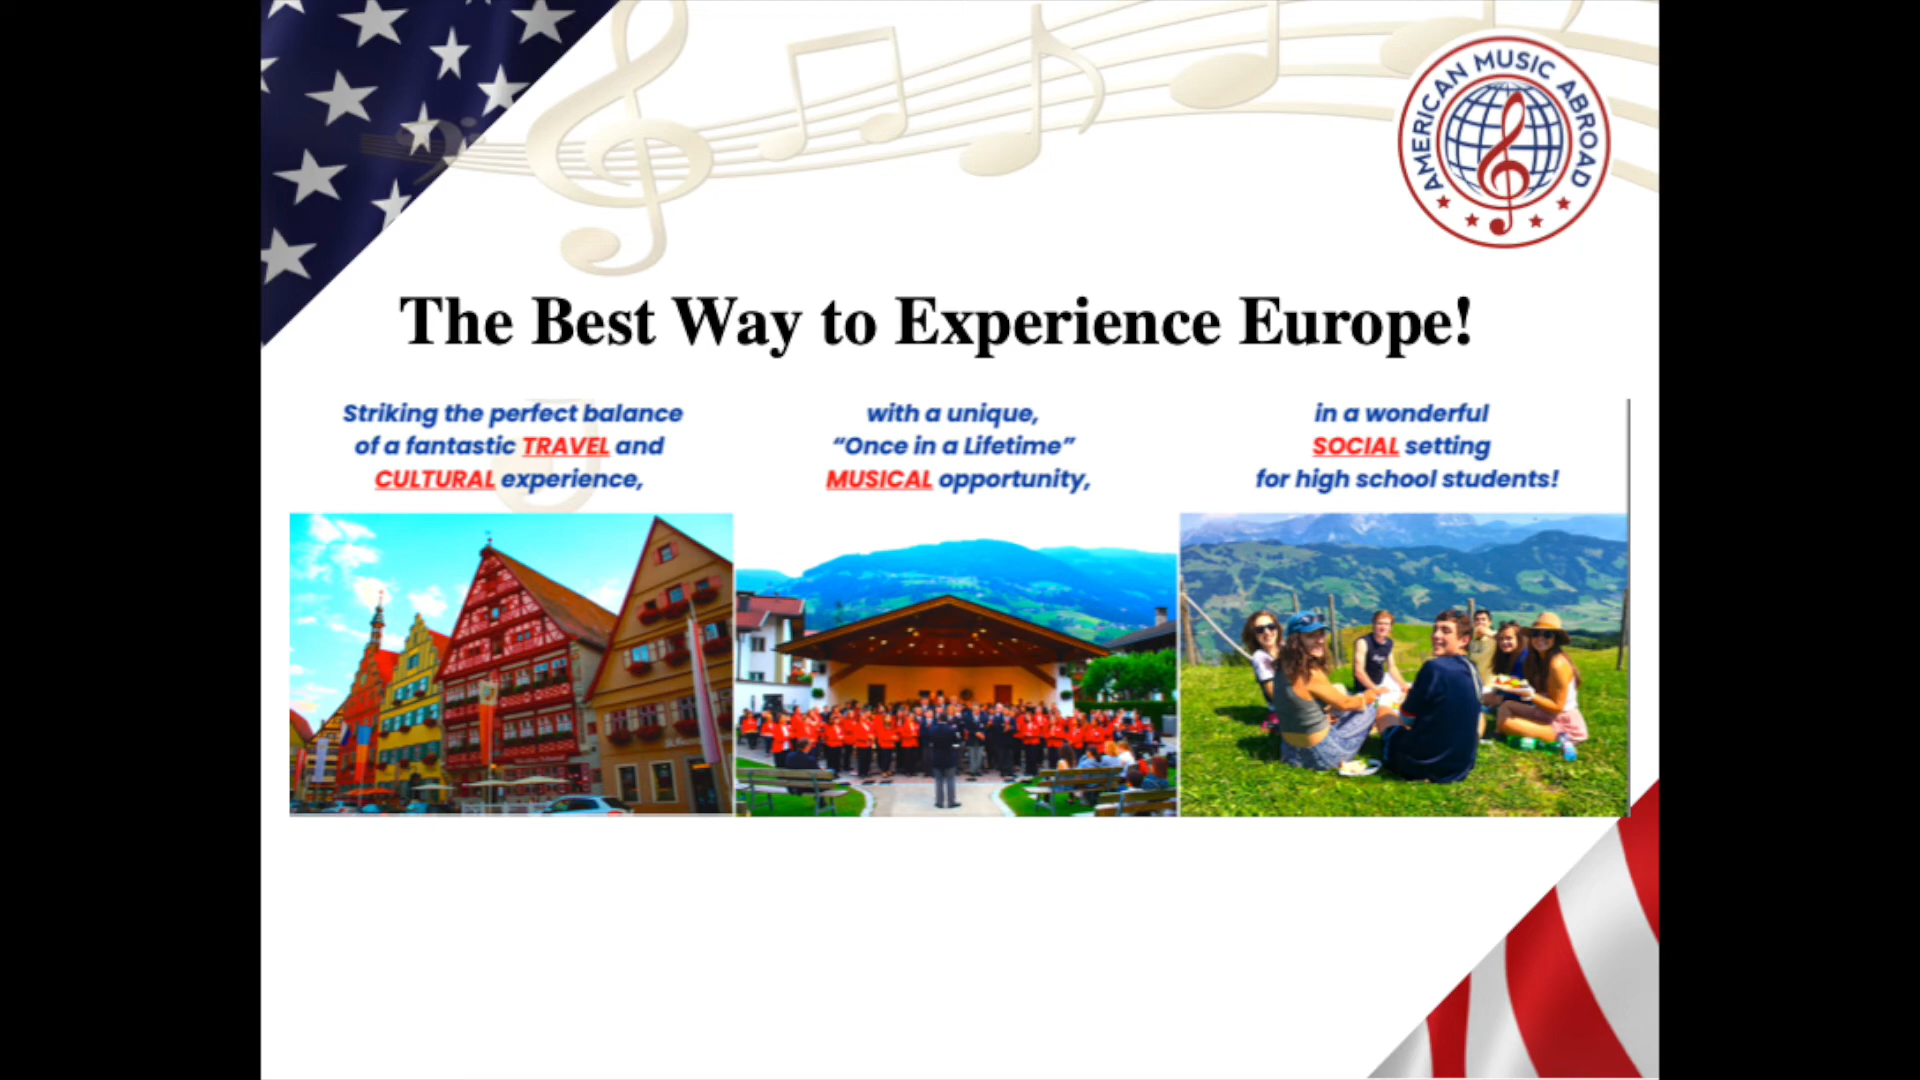 AMERICAN MUSIC ABROAD
The Best Way to Experience Europe!
Striking the perfect balance
of a fantastic TRAVEL and
CULTURAL experience,
with a unique,
“Once in a Lifetime”
MUSICAL opportunity,
in a wonderful
SOCIAL setting
for high school students!